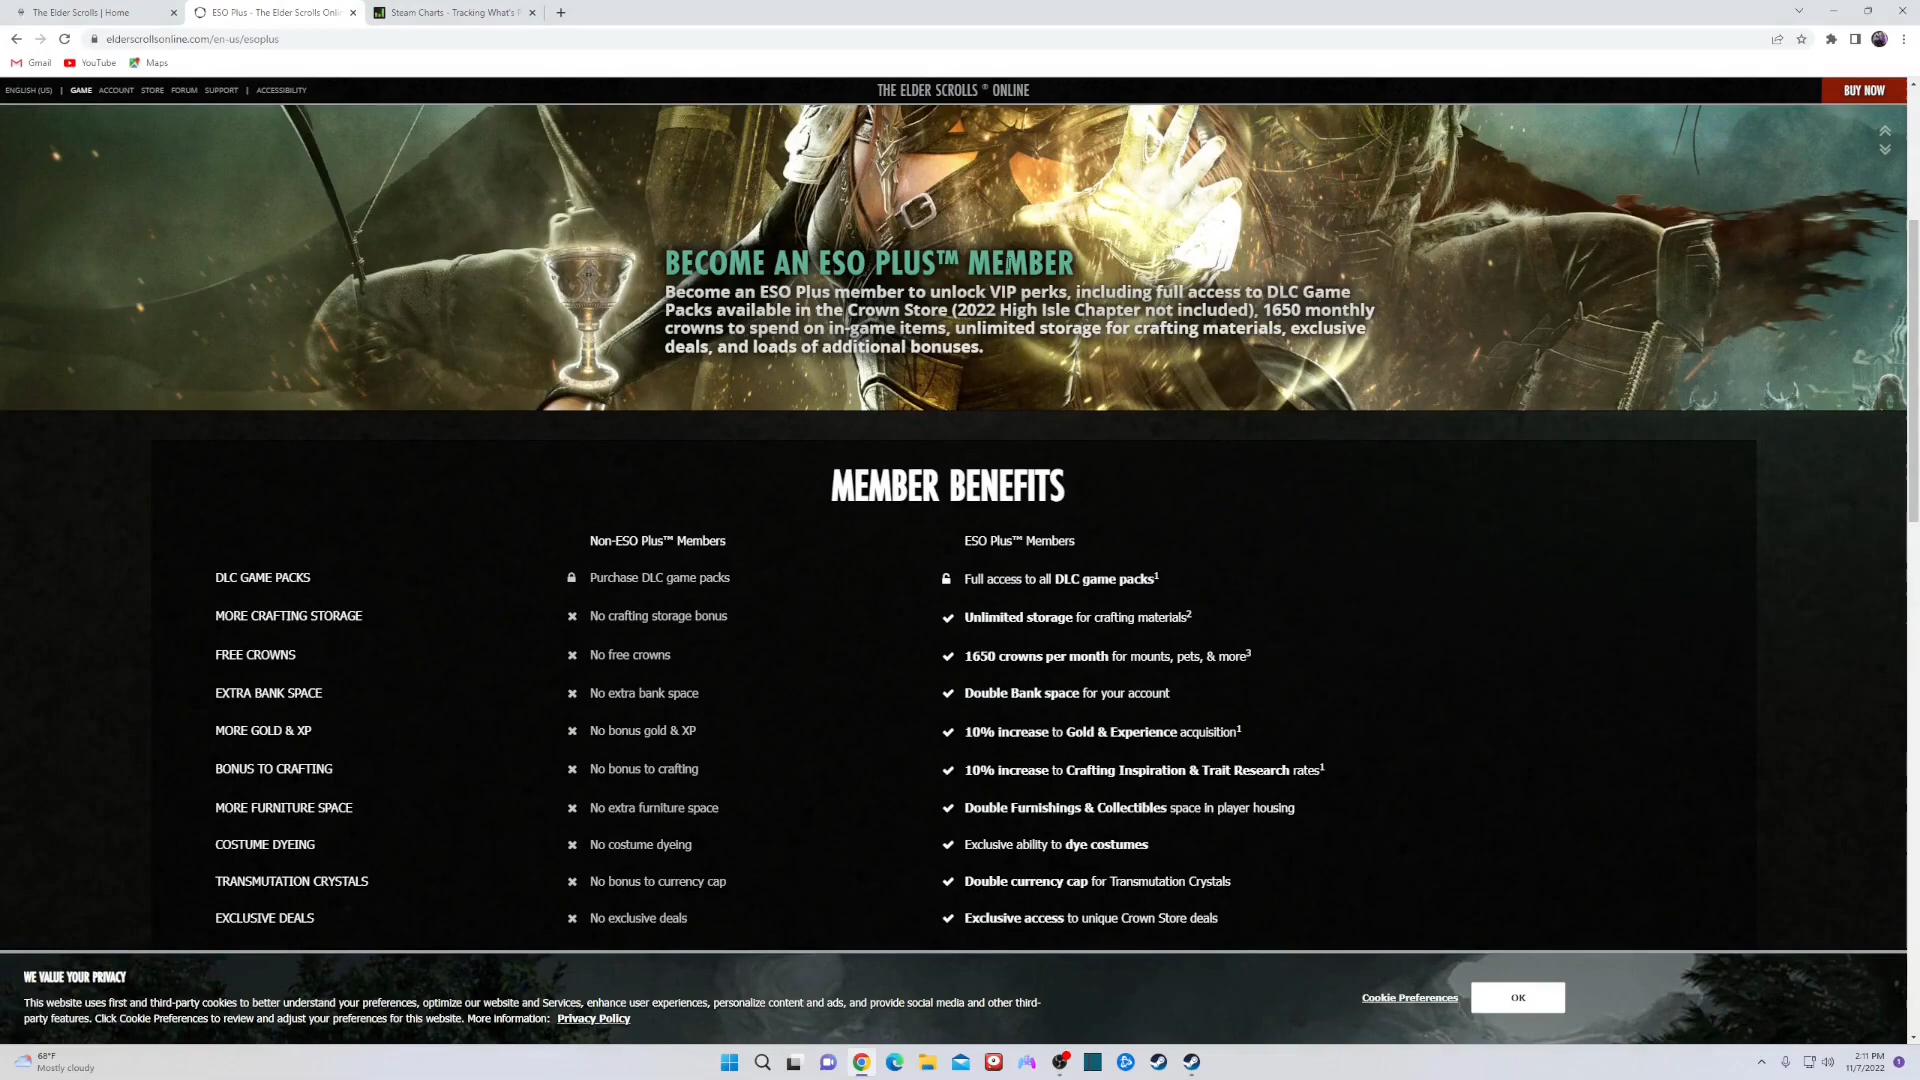 The Elder Scrolls | Home
ESO Plus - The Elder Scrolls Onlin
Steam Charts - Tracking What's P
elderscrollsonline.com/en-us/esoplus
Gmail YouTube Maps
ENGLISH (US) | GAME ACCOUNT STORE FORUM SUPPORT | ACCESSIBILITY
THE ELDER SCROLLS ® ONLINE
BUY NOW
BECOME AN ESO PLUS™ MEMBER
Become an ESO Plus member to unlock VIP perks, including full access to DLC Game
Packs available in the Crown Store (2022 High Isle Chapter not included), 1650 monthly
crowns to spend on in-game items, unlimited storage for crafting materials, exclusive
deals, and loads of additional bonuses.
MEMBER BENEFITS
Non-ESO Plus™ Members ESO Plus™ Members
DLC GAME PACKS Purchase DLC game packs Full access to all DLC game packs1
MORE CRAFTING STORAGE No crafting storage bonus Unlimited storage for crafting materials2
FREE CROWNS No free crowns 1650 crowns per month for mounts, pets, & more3
EXTRA BANK SPACE No extra bank space Double Bank space for your account
MORE GOLD & XP No bonus gold & XP 10% increase to Gold & Experience acquisition1
BONUS TO CRAFTING No bonus to crafting 10% increase to Crafting Inspiration & Trait Research rates1
MORE FURNITURE SPACE No extra furniture space Double Furnishings & Collectibles space in player housing
COSTUME DYEING No costume dyeing Exclusive ability to dye costumes
TRANSMUTATION CRYSTALS No bonus to currency cap Double currency cap for Transmutation Crystals
EXCLUSIVE DEALS No exclusive deals Exclusive access to unique Crown Store deals
WE VALUE YOUR PRIVACY
This website uses first and third-party cookies to better understand your preferences, optimize our website and Services, enhance user experiences, personalize content and ads, and provide social media and other third-
party features. Click Cookie Preferences to review and adjust your preferences for this website. More information: Privacy Policy
Cookie Preferences
OK
68°F
Mostly cloudy
2:11 PM
11/7/2022
1